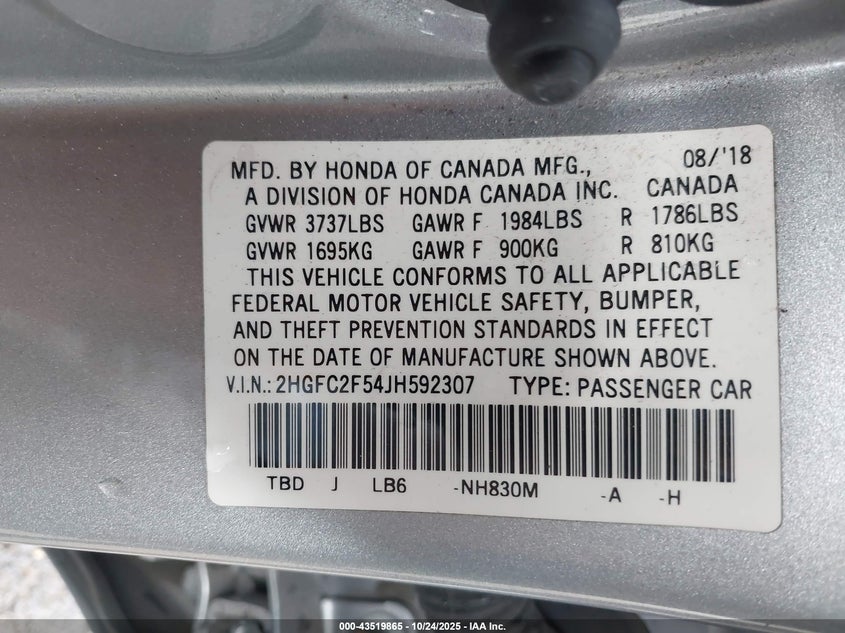 MFD. BY HONDA OF CANADA MFG., 08/'18
A DIVISION OF HONDA CANADA INC. CANADA
GVWR 3737LBS GAWR F 1984LBS R 1786LBS
GVWR 1695KG GAWR F 900KG R 810KG
THIS VEHICLE CONFORMS TO ALL APPLICABLE
FEDERAL MOTOR VEHICLE SAFETY, BUMPER,
AND THEFT PREVENTION STANDARDS IN EFFECT
ON THE DATE OF MANUFACTURE SHOWN ABOVE.
V.I.N.: 2HGFC2F54JH592307 TYPE: PASSENGER CAR
TBD J LB6 -NH830M -A -H
000-43519865 - 10/24/2025 - IAA Inc.